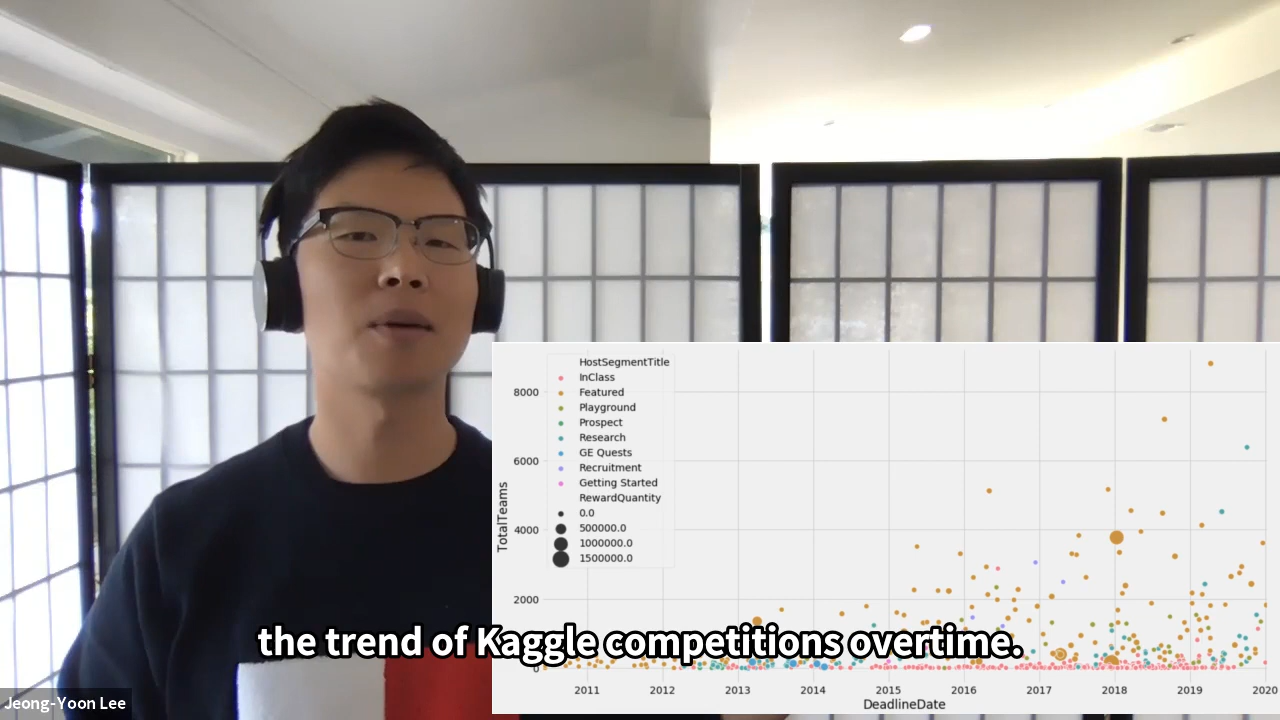 HostSegmentTitle
InClass
Featured
Playground
Prospect
Research
GE Quests
Recruitment
Getting Started
RewardQuantity
0.0
500000.0
1000000.0
1500000.0
8000
6000
4000
2000
0
TotalTeams
the trend of Kaggle competitions overtime.
2011 2012 2013 2014 2015 2016 2017 2018 2019 2020
DeadlineDate
Jeong-Yoon Lee